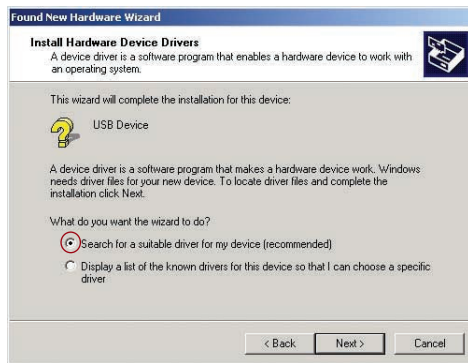 Found New Hardware Wizard
Install Hardware Device Drivers
A device driver is a software program that enables a hardware device to work with
an operating system.
This wizard will complete the installation for this device:
USB Device
A device driver is a software program that makes a hardware device work. Windows
needs driver files for your new device. To locate driver files and complete the
installation click Next.
What do you want the wizard to do?
Search for a suitable driver for my device (recommended)
Display a list of the known drivers for this device so that I can choose a specific
driver
< Back Next > Cancel